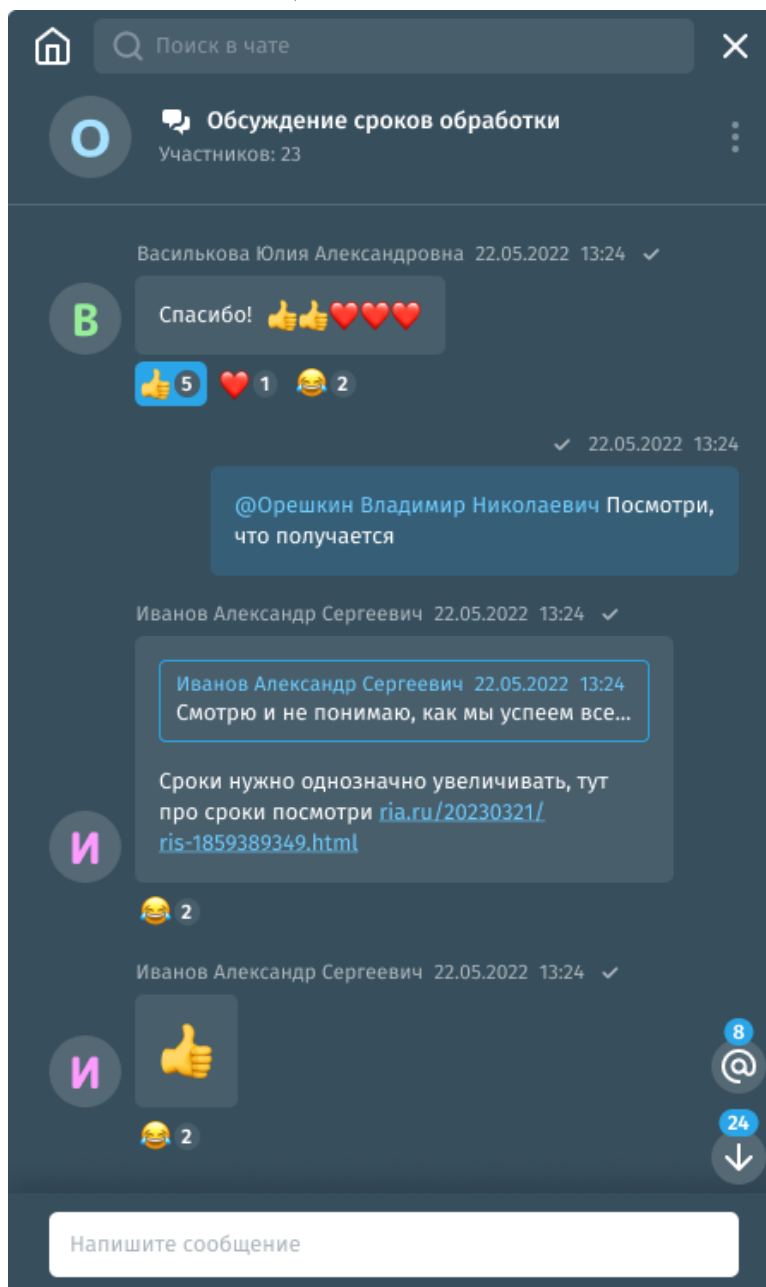 Поиск в чате
О
Обсуждение сроков обработки
Участников: 23
Василькова Юлия Александровна 22.05.2022 13:24
В
Спасибо! 👍👍❤️❤️❤️
👍 5 ❤️ 1 😂 2
22.05.2022 13:24
@Орешкин Владимир Николаевич Посмотри,
что получается
Иванов Александр Сергеевич 22.05.2022 13:24
Иванов Александр Сергеевич 22.05.2022 13:24
Смотрю и не понимаю, как мы успеем все...
Сроки нужно однозначно увеличивать, тут
про сроки посмотри ria.ru/20230321/
ris-1859389349.html
И
😂 2
Иванов Александр Сергеевич 22.05.2022 13:24
👍
И
8
@
😂 2
24
Напишите сообщение